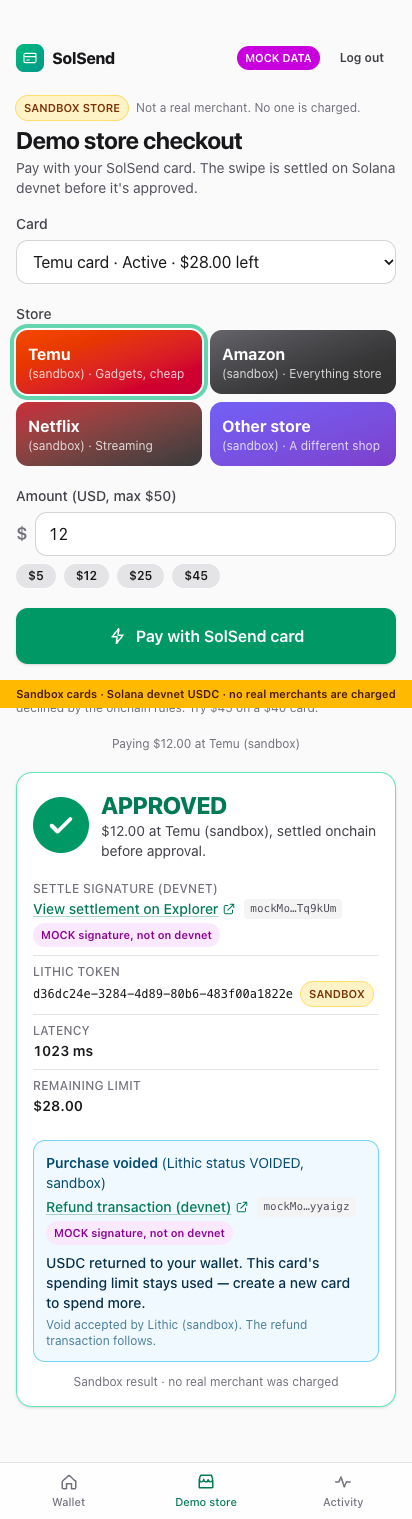 SolSend
MOCK DATA
Log out
SANDBOX STORE
Not a real merchant. No one is charged.
Demo store checkout
Pay with your SolSend card. The swipe is settled on Solana
devnet before it's approved.
Card
Temu card · Active · $28.00 left
Store
Temu
(sandbox) · Gadgets, cheap
Amazon
(sandbox) · Everything store
Netflix
(sandbox) · Streaming
Other store
(sandbox) · A different shop
Amount (USD, max $50)
$ 12
$5 $12 $25 $45
Pay with SolSend card
Sandbox cards · Solana devnet USDC · no real merchants are charged
declined by the onchain rules. Try $45 on a $40 card.
Paying $12.00 at Temu (sandbox)
APPROVED
$12.00 at Temu (sandbox), settled onchain
before approval.
SETTLE SIGNATURE (DEVNET)
View settlement on Explorer mockMo…Tq9kUm
MOCK signature, not on devnet
LITHIC TOKEN
d36dc24e-3284-4d89-80b6-483f00a1822e SANDBOX
LATENCY
1023 ms
REMAINING LIMIT
$28.00
Purchase voided (Lithic status VOIDED,
sandbox)
Refund transaction (devnet) mockMo…yyaigz
MOCK signature, not on devnet
USDC returned to your wallet. This card's
spending limit stays used — create a new card
to spend more.
Void accepted by Lithic (sandbox). The refund
transaction follows.
Sandbox result · no real merchant was charged
Wallet
Demo store
Activity